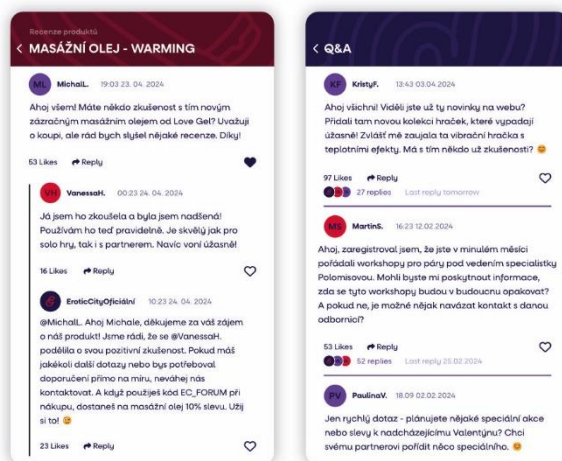 Recenze produktů
MASÁŽNÍ OLEJ - WARMING
ML
MichalL.
19:03 23. 04. 2024
Ahoj všem! Máte někdo zkušenost s tím novým
zázračným masážním olejem od Love Gel? Uvažuji
o koupi, ale rád bych slyšel nějaké recenze. Díky!
53 Likes
Reply
VH
VanessaH.
00:23 24. 04. 2024
Já jsem ho zkoušela a byla jsem nadšená!
Používám ho teď pravidelně. Je skvělý jak pro
solo hry, tak i s partnerem. Navíc voní úžasně!
16 Likes
Reply
EroticCityOficiální
10:23 24. 04. 2024
@MichalL. Ahoj Michale, děkujeme za váš zájem
o náš produkt! Jsme rádi, že se @VanessaH.
podělila o svou pozitivní zkušenost. Pokud máš
jakékoli další dotazy nebo bys potřeboval
doporučení přímo na míru, neváhej nás
kontaktovat. A když použiješ kód EC_FORUM při
nákupu, dostaneš na masážní olej 10% slevu. Užij
si to! 😉
23 Likes
Reply
Q&A
KF
KristyF.
13:43 03.04.2024
Ahoj všichni! Viděli jste už ty novinky na webu?
Přidali tam novou kolekci hraček, které vypadají
úžasně! Zvlášť mě zaujala ta vibrační hračka s
teplotními efekty. Má s tím někdo už zkušenosti? 😊
97 Likes
Reply
27 replies
Last reply tomorrow
MS
MartinS.
16:23 12.02.2024
Ahoj, zaregistroval jsem, že jste v minulém měsíci
pořádali workshopy pro páry pod vedením specialistky
Polomisovou. Mohli byste mi poskytnout informace,
zda se tyto workshopy budou v budoucnu opakovat?
A pokud ne, je možné nějak navázat kontakt s danou
odbornicí?
53 Likes
Reply
52 replies
Last reply 25.02.2024
PV
PaulinaV.
18:09 02.02.2024
Jen rychlý dotaz - plánujete nějaké speciální akce
nebo slevy k nadcházejícímu Valentýnu? Chci
svému partnerovi pořídit něco speciálního. 😊